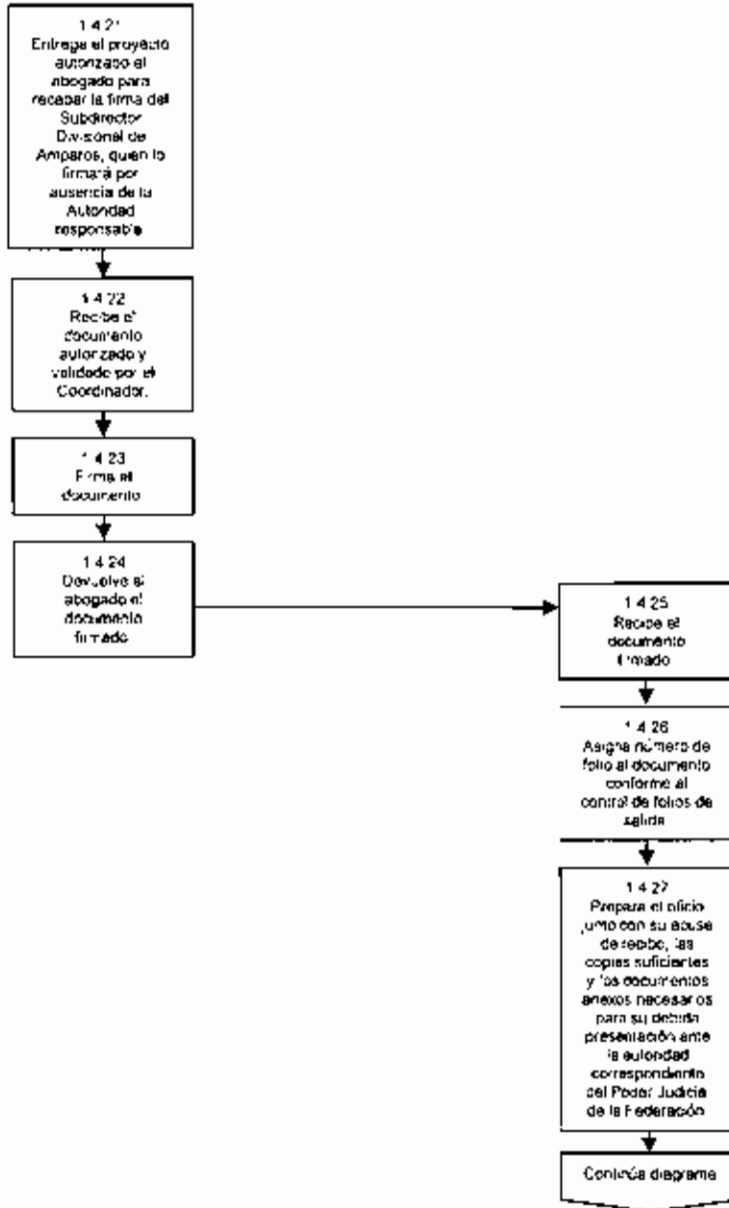 1.4.21
Entrega el proyecto
autorizado al
abogado para
recabar la firma del
Subdirector
Divisional de
Amparos, quien lo
firmará por
ausencia de la
Autoridad
responsable
1.4.22
Recibe el
documento
autorizado y
validado por el
Coordinador.
1.4.23
Firma el
documento
1.4.24
Devuelve al
abogado el
documento
firmado
1.4.25
Recibe el
documento
firmado
1.4.26
Asigna número de
folio al documento
conforme al
control de folios de
salida
1.4.27
Prepara el oficio
junto con su acuse
de recibo, las
copias suficientes
y los documentos
anexos necesarios
para su debida
presentación ante
la autoridad
correspondiente
del Poder Judicia
de la Federación
Continúa diagrama